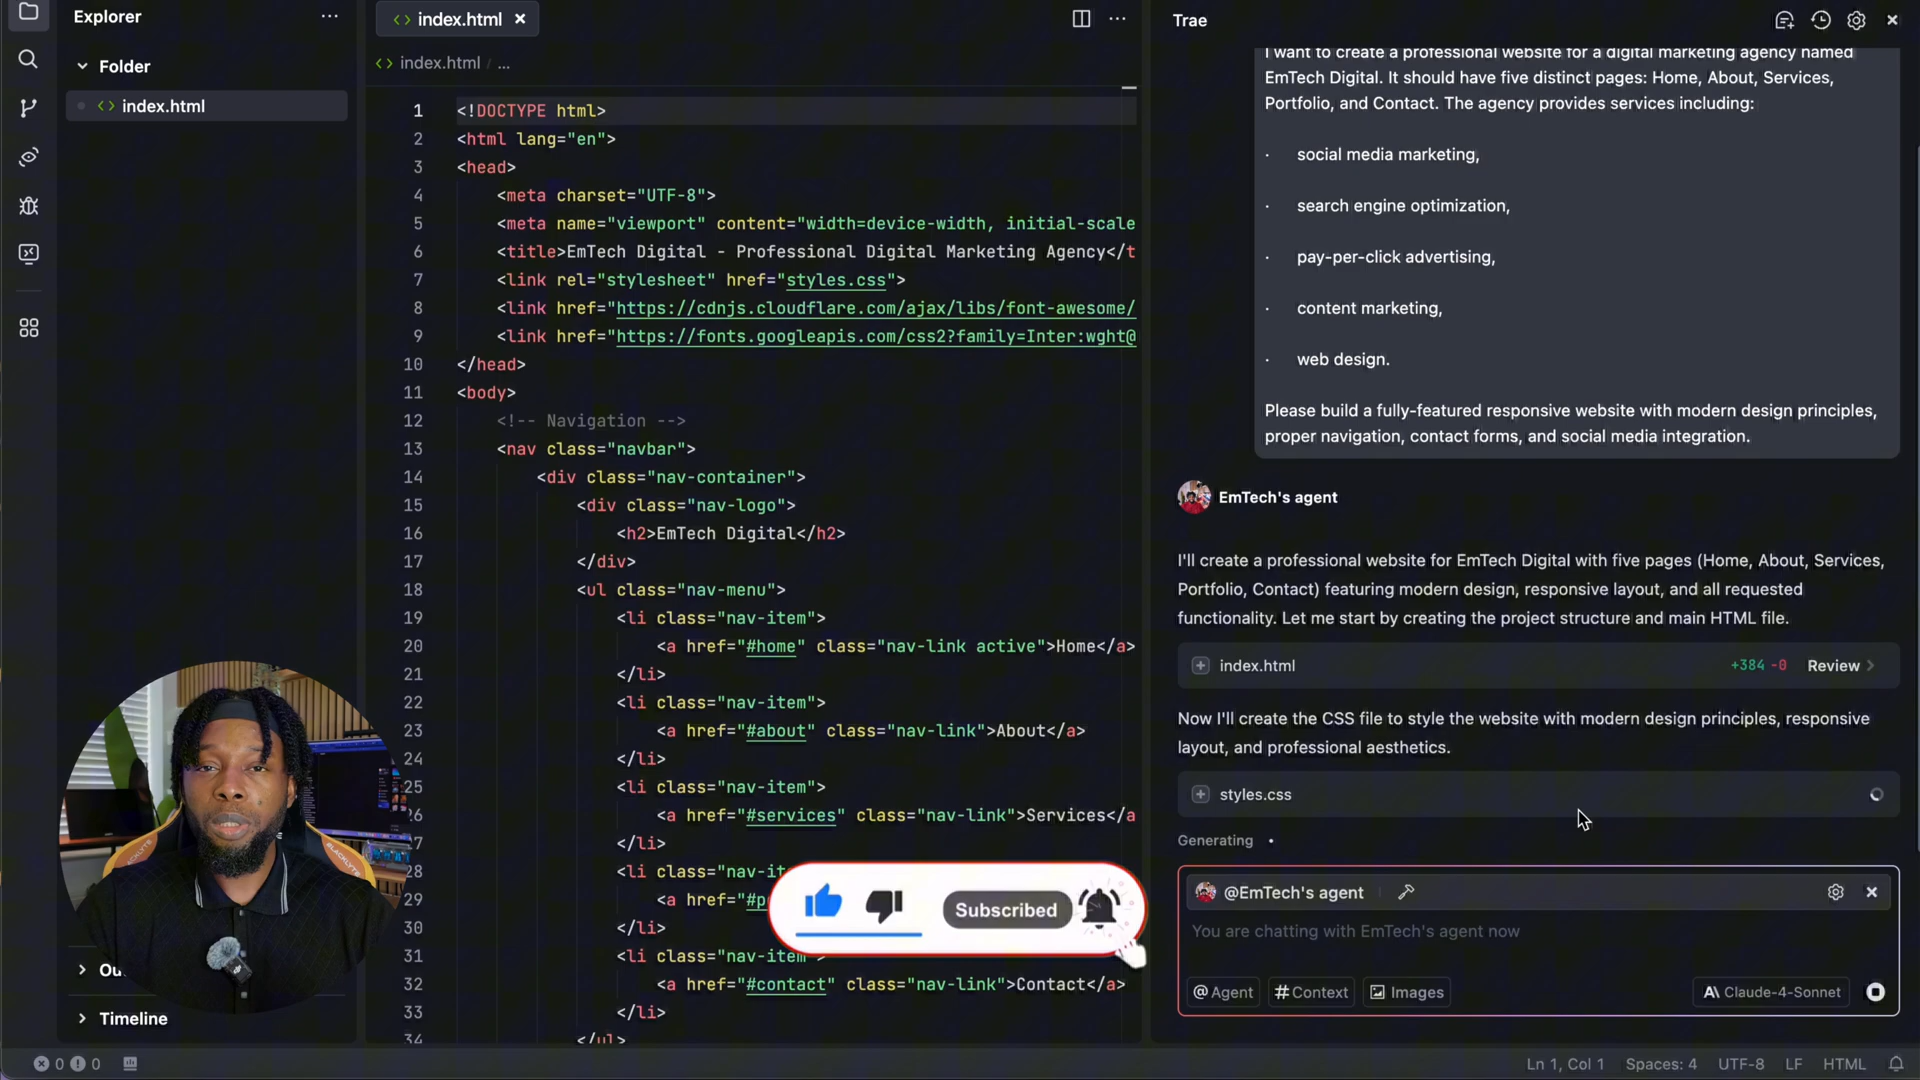 Explorer
Folder
index.html
Outline
Timeline
index.html
index.html / ...
1 <!DOCTYPE html>
2 <html lang="en">
3 <head>
4 <meta charset="UTF-8">
5 <meta name="viewport" content="width=device-width, initial-scale
6 <title>EmTech Digital - Professional Digital Marketing Agency</t
7 <link rel="stylesheet" href="styles.css">
8 <link href="https://cdnjs.cloudflare.com/ajax/libs/font-awesome/
9 <link href="https://fonts.googleapis.com/css2?family=Inter:wght@
10 </head>
11 <body>
12 <!-- Navigation -->
13 <nav class="navbar">
14 <div class="nav-container">
15 <div class="nav-logo">
16 <h2>EmTech Digital</h2>
17 </div>
18 <ul class="nav-menu">
19 <li class="nav-item">
20 <a href="#home" class="nav-link active">Home</a>
21 </li>
22 <li class="nav-item">
23 <a href="#about" class="nav-link">About</a>
24 </li>
25 <li class="nav-item">
26 <a href="#services" class="nav-link">Services</a
27 </li>
28 <li class="nav-ite
29 <a href="#p
30 </li>
31 <li class="nav-item">
32 <a href="#contact" class="nav-link">Contact</a>
33 </li>
34 </ul>
Subscribed
Trae
I want to create a professional website for a digital marketing agency named
EmTech Digital. It should have five distinct pages: Home, About, Services,
Portfolio, and Contact. The agency provides services including:
· social media marketing,
· search engine optimization,
· pay-per-click advertising,
· content marketing,
· web design.
Please build a fully-featured responsive website with modern design principles,
proper navigation, contact forms, and social media integration.
EmTech's agent
I'll create a professional website for EmTech Digital with five pages (Home, About, Services,
Portfolio, Contact) featuring modern design, responsive layout, and all requested
functionality. Let me start by creating the project structure and main HTML file.
index.html +384 -0 Review
Now I'll create the CSS file to style the website with modern design principles, responsive
layout, and professional aesthetics.
styles.css
Generating
@EmTech's agent
You are chatting with EmTech's agent now
@ Agent # Context Images Claude-4-Sonnet
0 0 Ln 1, Col 1 Spaces: 4 UTF-8 LF HTML